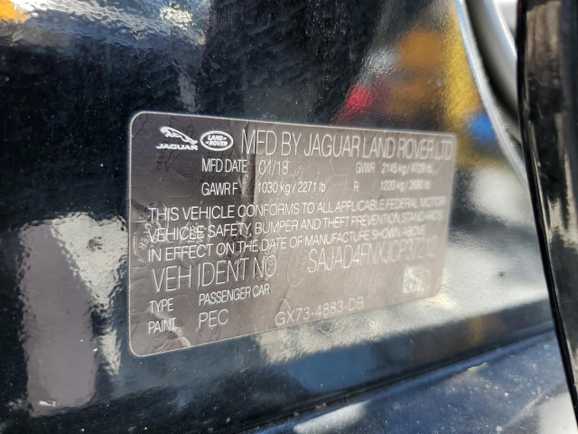 JAGUAR
LAND-ROVER
MFD BY JAGUAR LAND ROVER LTD
MFD DATE 01/18 GVWR
GAWR F 1030 kg / 2271 lb R
THIS VEHICLE CONFORMS TO ALL APPLICABLE FEDERAL MOTOR
VEHICLE SAFETY, BUMPER AND THEFT PREVENTION STANDARDS
IN EFFECT ON THE DATE OF MANUFACTURE SHOWN ABOVE.
VEH IDENT NO
TYPE PASSENGER CAR
PAINT PEC GX73-4883-DB